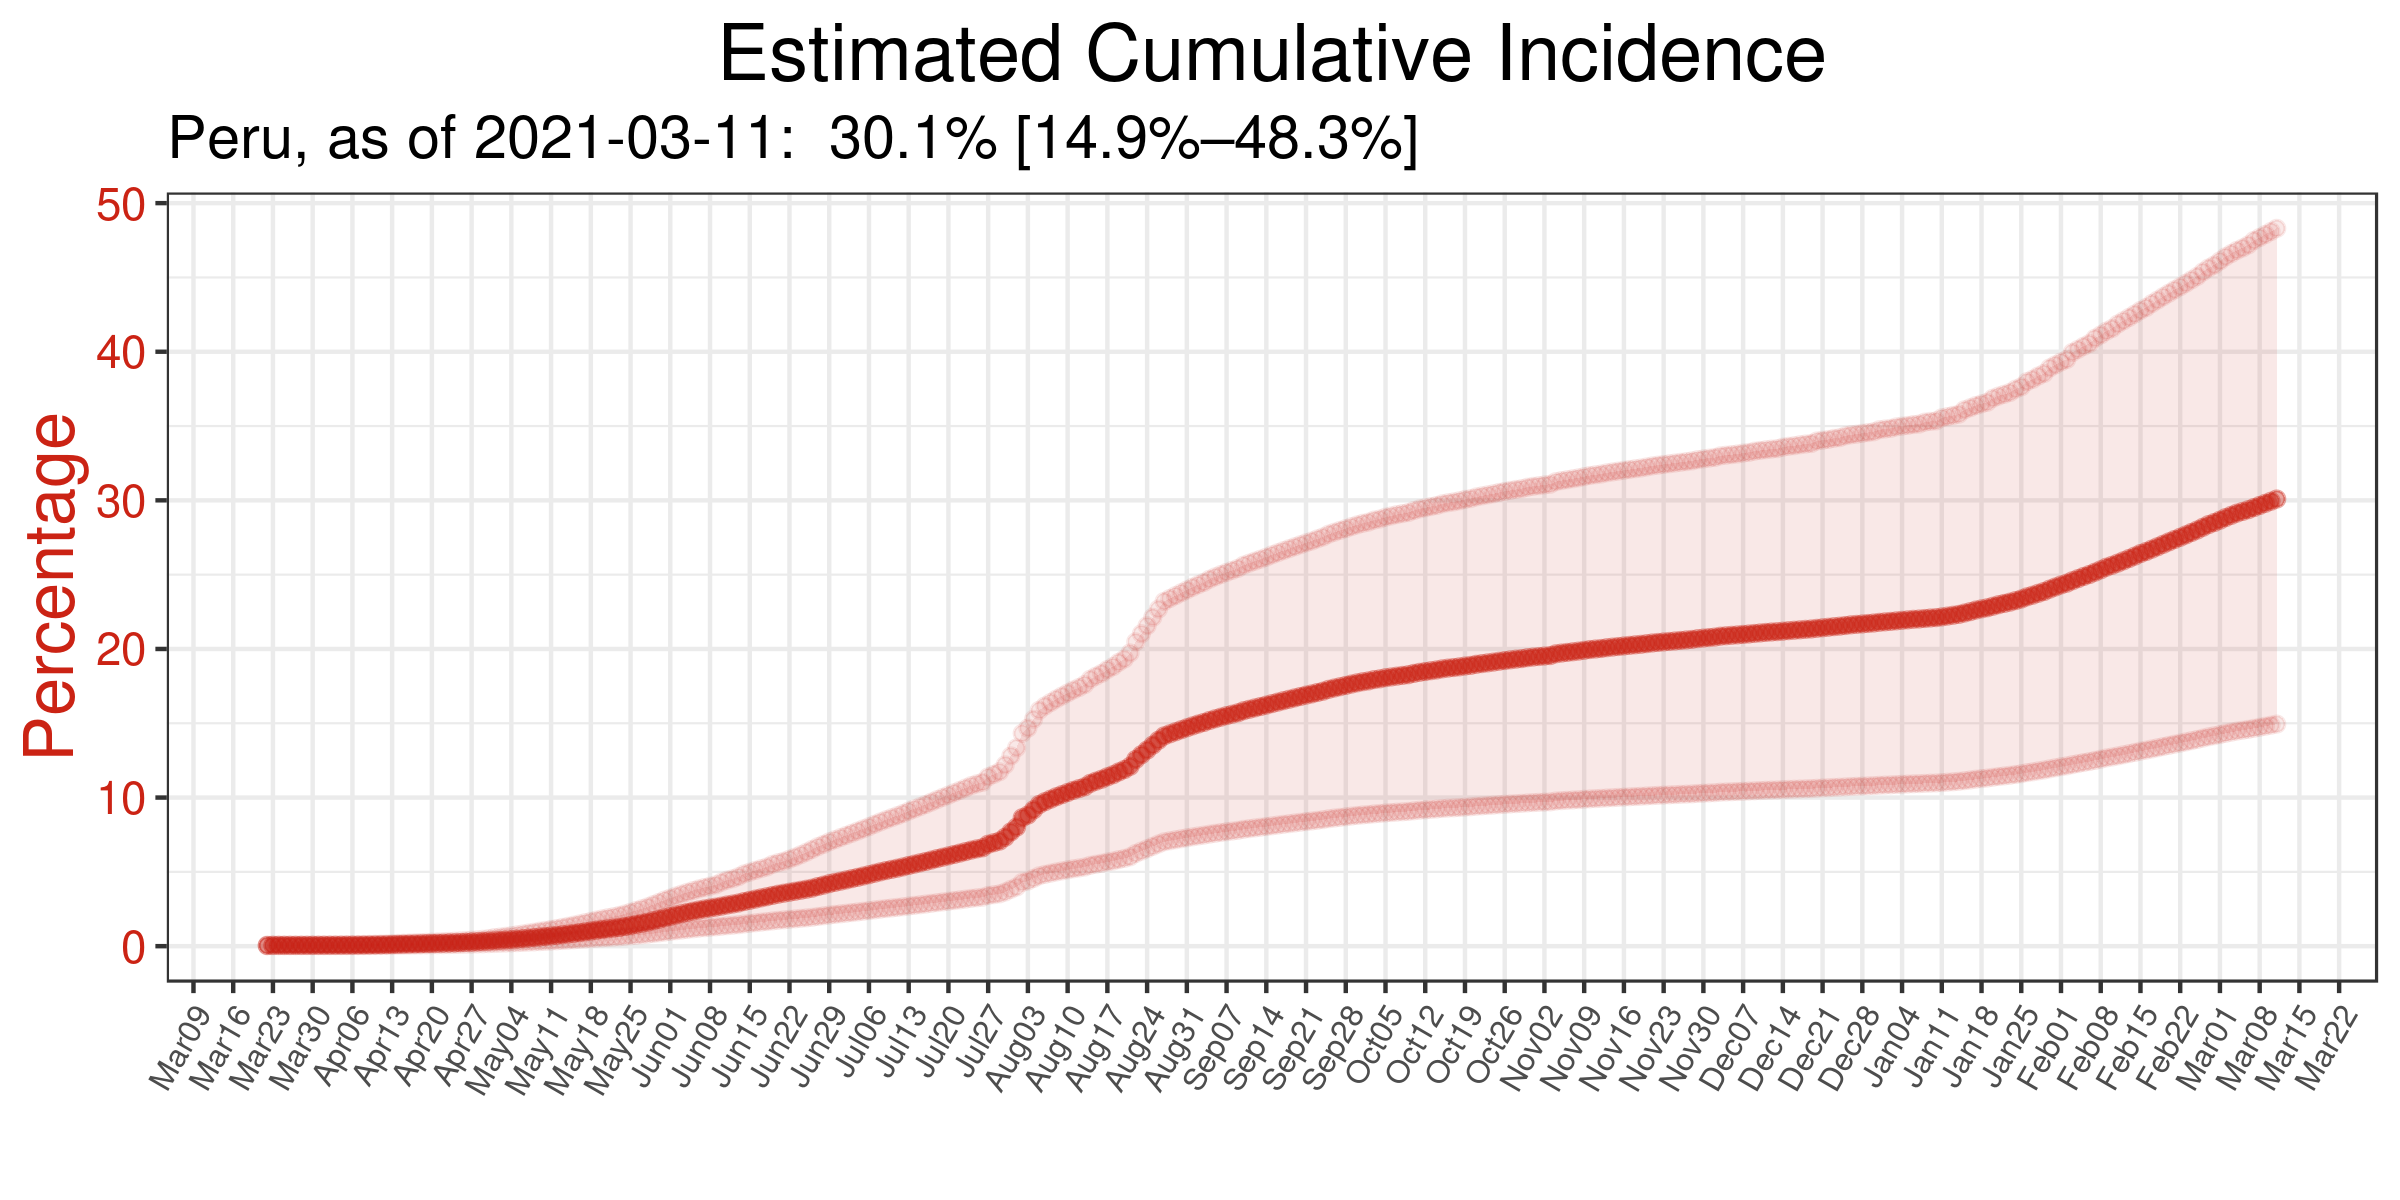 Estimated Cumulative Incidence
Peru, as of 2021-03-11: 30.1% [14.9%–48.3%]
Percentage
50
40
30
20
10
0
Mar09
Mar16
Mar23
Mar30
Apr06
Apr13
Apr20
Apr27
May04
May11
May18
May25
Jun01
Jun08
Jun15
Jun22
Jun29
Jul06
Jul13
Jul20
Jul27
Aug03
Aug10
Aug17
Aug24
Aug31
Sep07
Sep14
Sep21
Sep28
Oct05
Oct12
Oct19
Oct26
Nov02
Nov09
Nov16
Nov23
Nov30
Dec07
Dec14
Dec21
Dec28
Jan04
Jan11
Jan18
Jan25
Feb01
Feb08
Feb15
Feb22
Mar01
Mar08
Mar15
Mar22